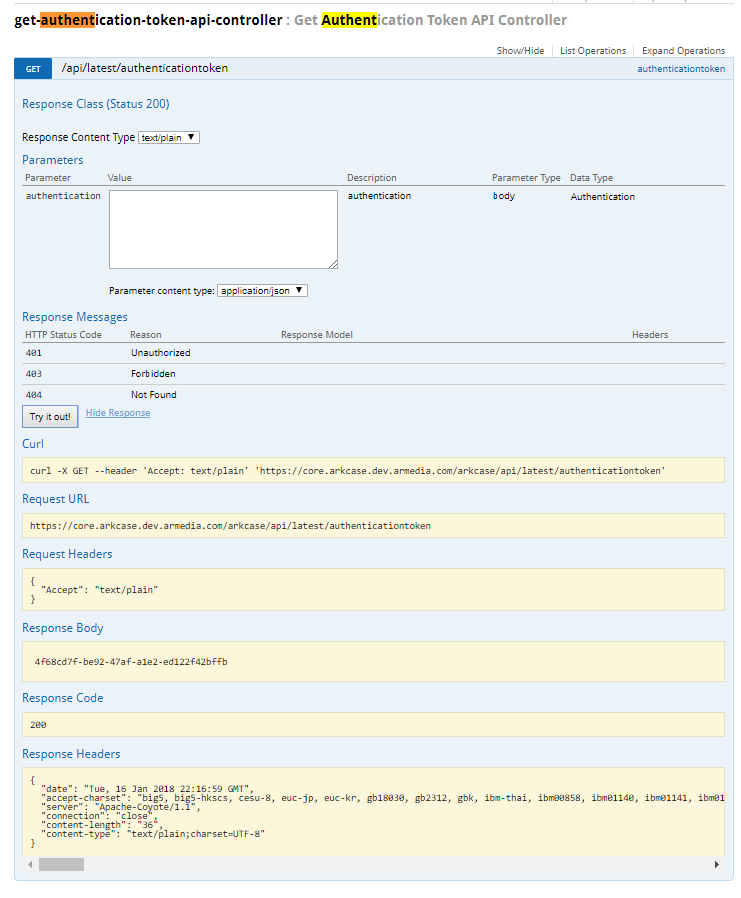 get-authentication-token-api-controller : Get Authentication Token API Controller
Show/Hide List Operations Expand Operations
GET /api/latest/authenticationtoken authenticationtoken
Response Class (Status 200)
Response Content Type text/plain
Parameters
Parameter Value Description Parameter Type Data Type
authentication authentication body Authentication
Parameter content type: application/json
Response Messages
HTTP Status Code Reason Response Model Headers
401 Unauthorized
403 Forbidden
404 Not Found
Try it out! Hide Response
Curl
curl -X GET --header 'Accept: text/plain' 'https://core.arkcase.dev.armedia.com/arkcase/api/latest/authenticationtoken'
Request URL
https://core.arkcase.dev.armedia.com/arkcase/api/latest/authenticationtoken
Request Headers
{
"Accept": "text/plain"
}
Response Body
4f68cd7f-be92-47af-a1e2-ed122f42bffb
Response Code
200
Response Headers
{
"date": "Tue, 16 Jan 2018 22:16:59 GMT",
"accept-charset": "big5, big5-hkscs, cesu-8, euc-jp, euc-kr, gb18030, gb2312, gbk, ibm-thai, ibm00858, ibm01140, ibm01141, ibm01
"server": "Apache-Coyote/1.1",
"connection": "close",
"content-length": "36",
"content-type": "text/plain;charset=UTF-8"
}